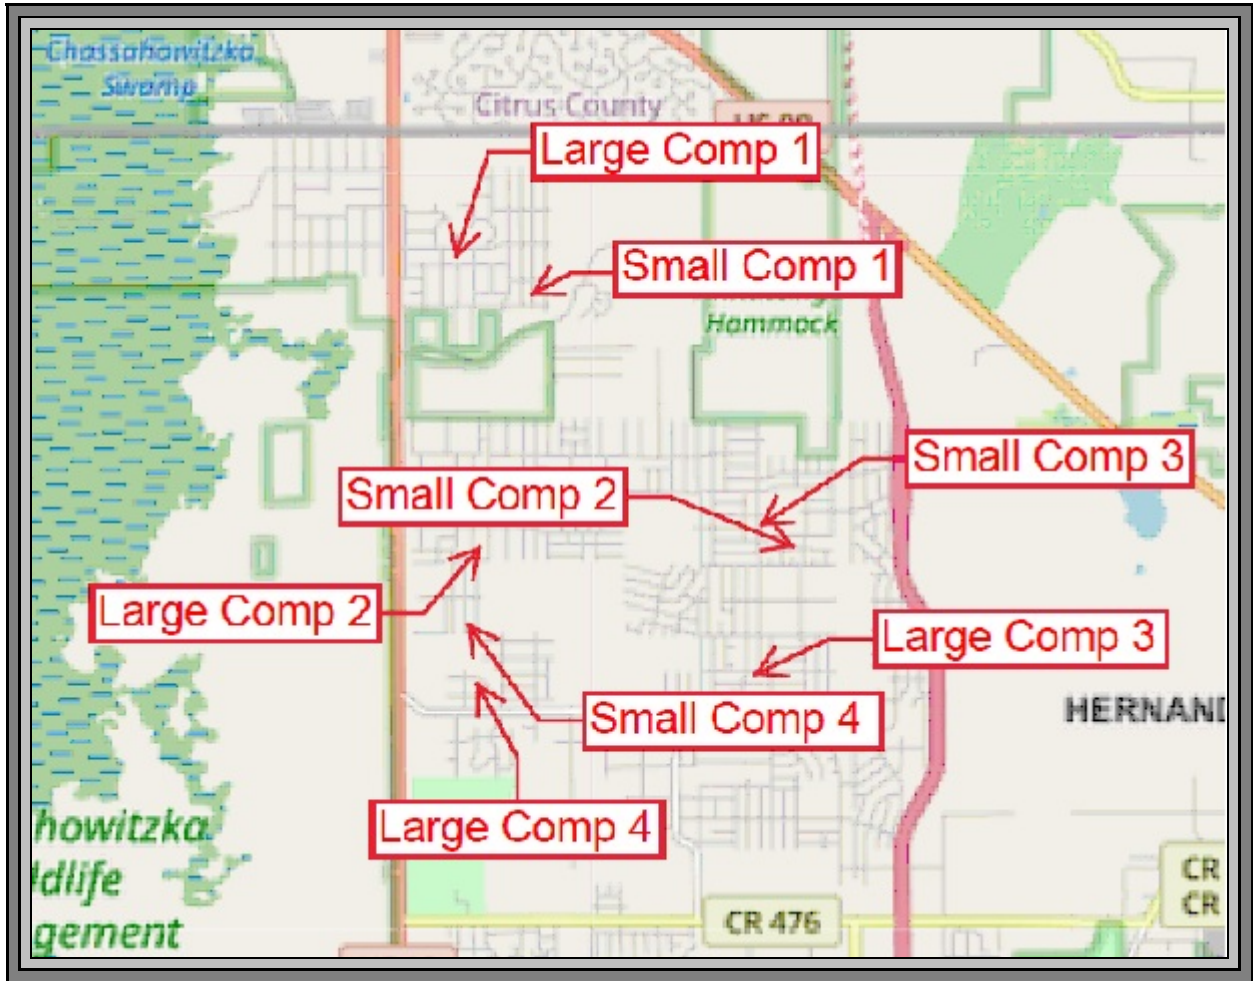 Chassahowitzka
Swamp
Citrus County
Large Comp 1
Small Comp 1
Hammock
Small Comp 3
Small Comp 2
Large Comp 2
Large Comp 3
HERNAND
Small Comp 4
Large Comp 4
howitzka
dlife
gement
CR
CR
CR 476